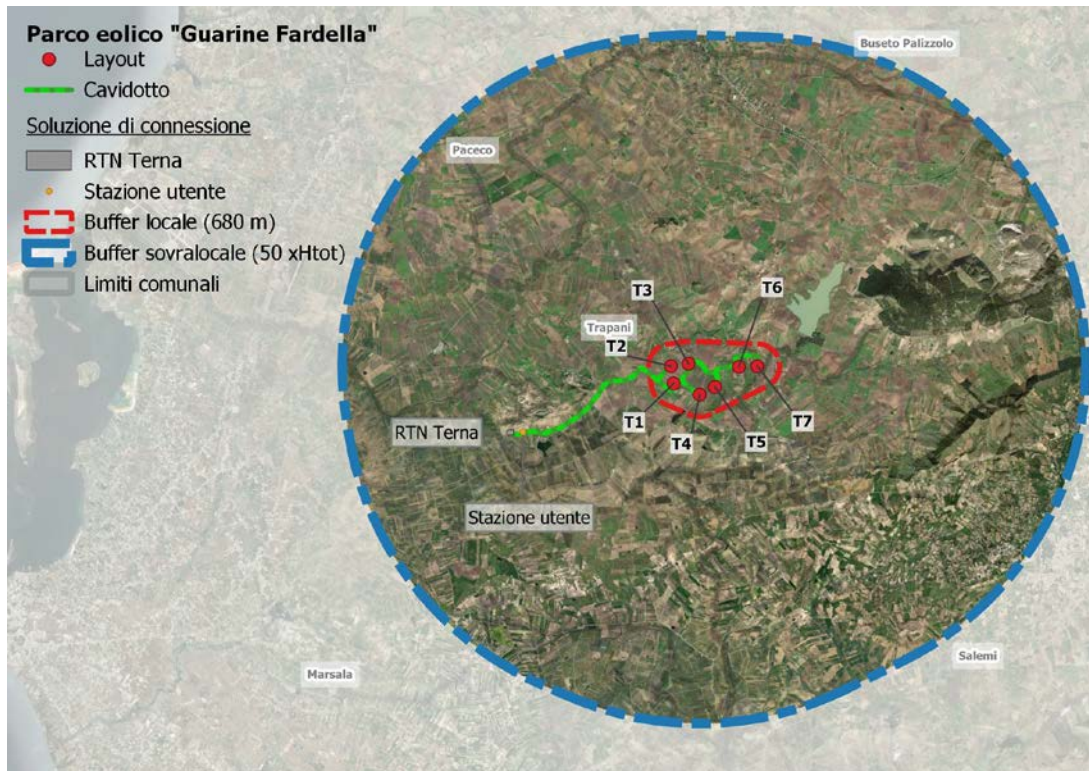 Parco eolico "Guarine Fardella"
Layout
Cavidotto
Soluzione di connessione
RTN Terna
Stazione utente
Buffer locale (680 m)
Buffer sovralocale (50 xHtot)
Limiti comunali
Buseto Palizzolo
Paceco
T3
T6
Trapani
T2
T1
T4
T5
T7
RTN Terna
Stazione utente
Salemi
Marsala